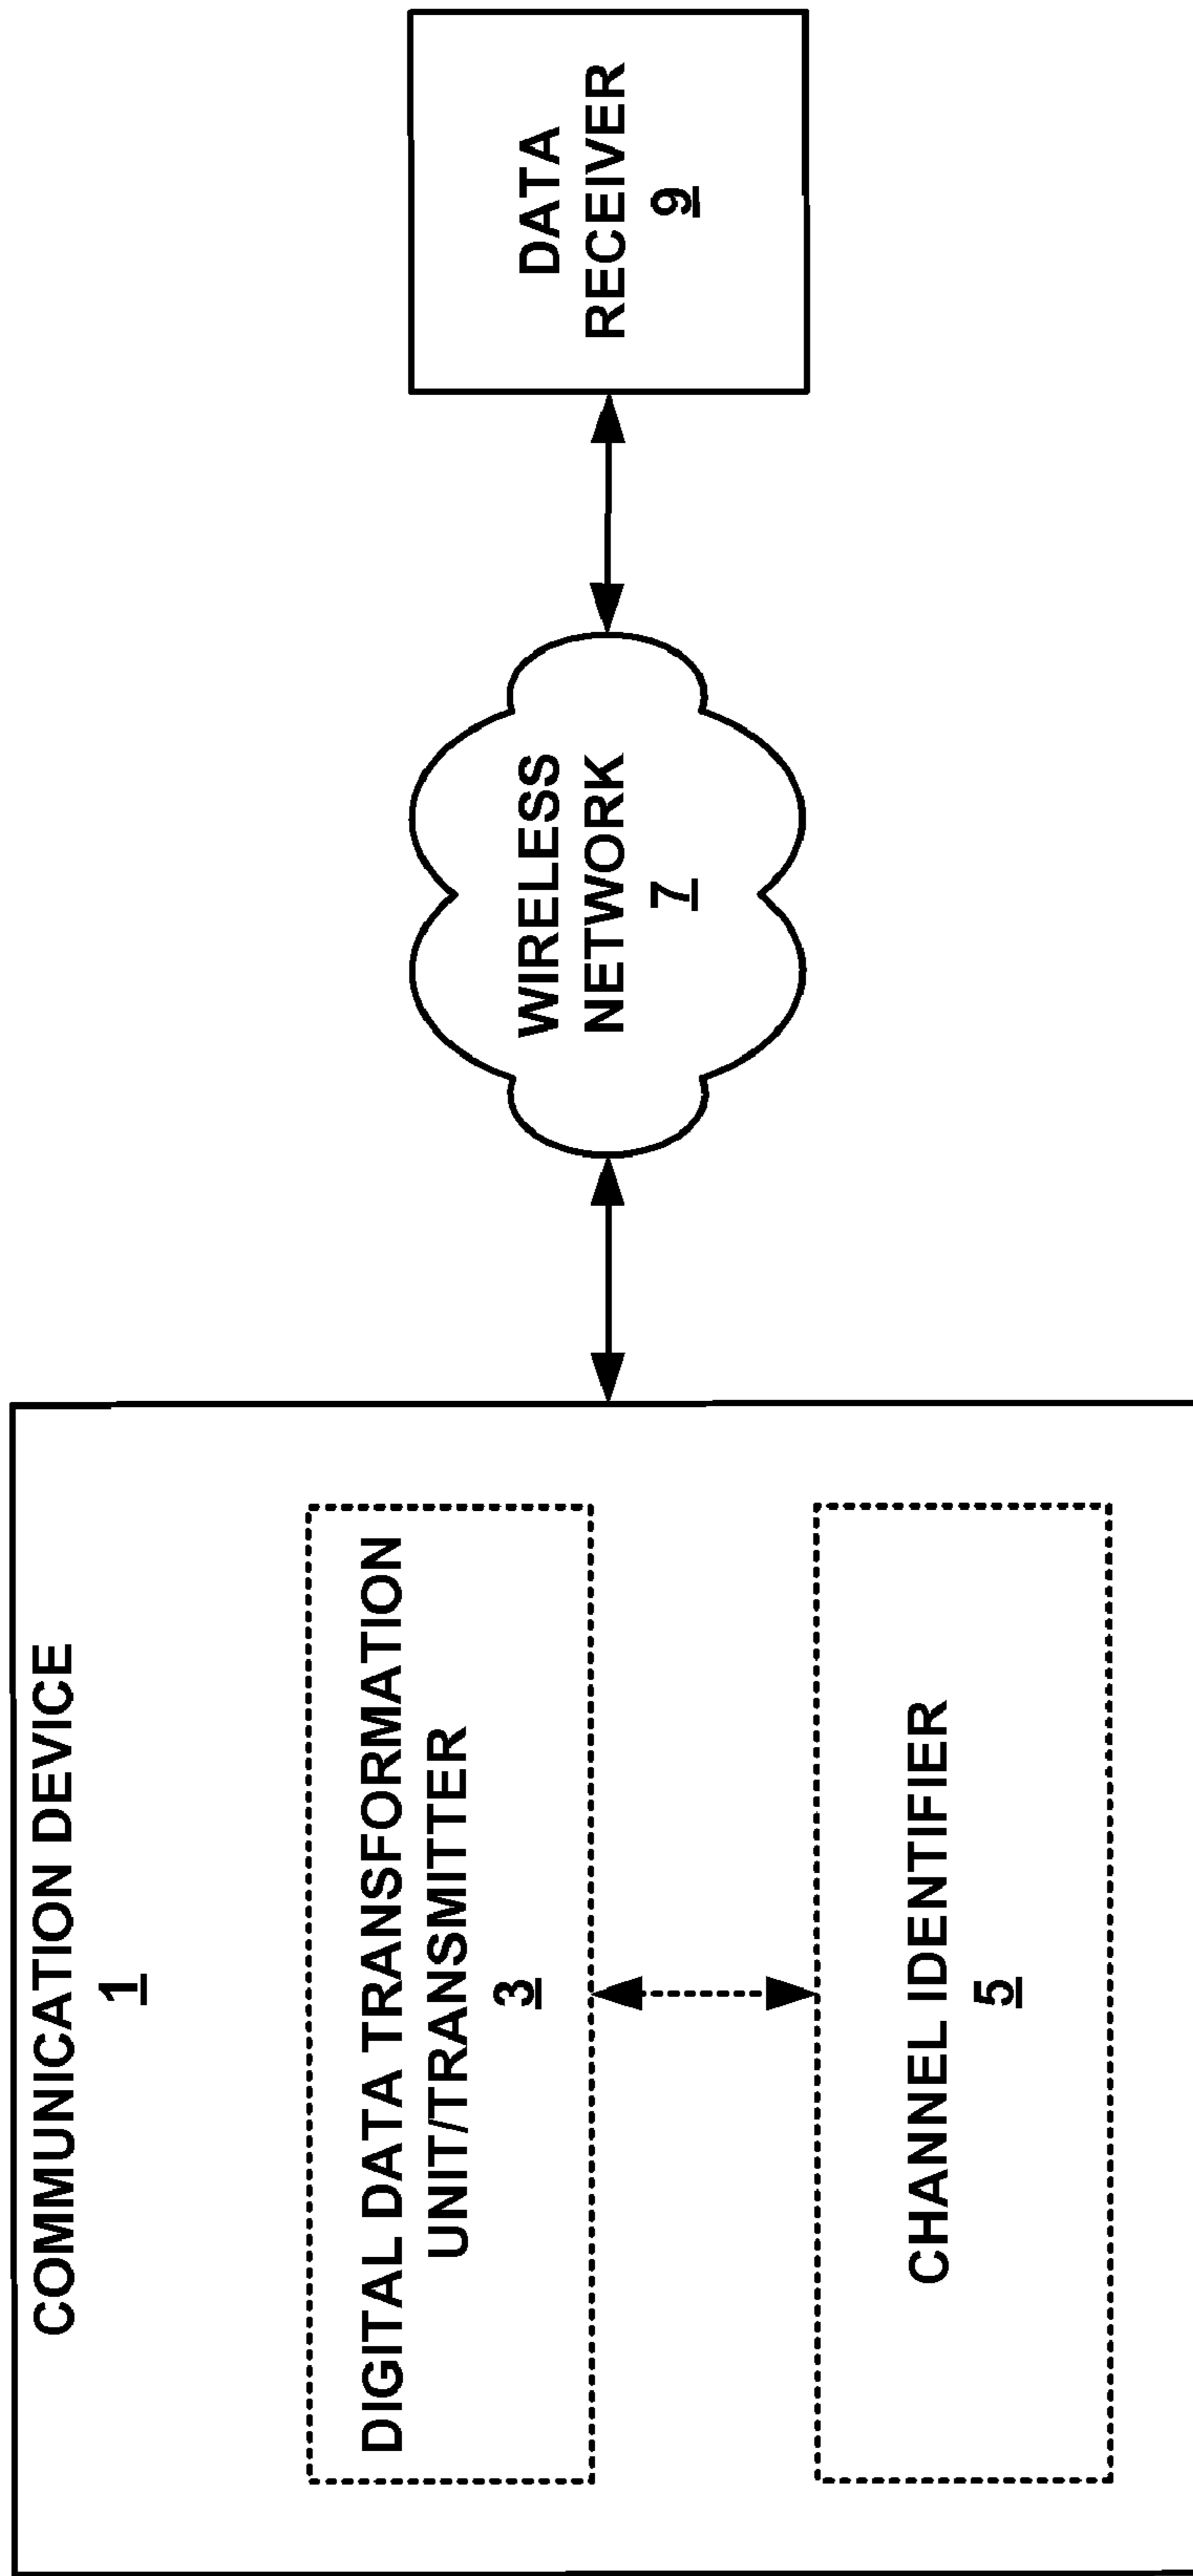 COMMUNICATION DEVICE
1
DIGITAL DATA TRANSFORMATION
UNIT/TRANSMITTER
3
CHANNEL IDENTIFIER
5
WIRELESS
NETWORK
7
DATA
RECEIVER
9